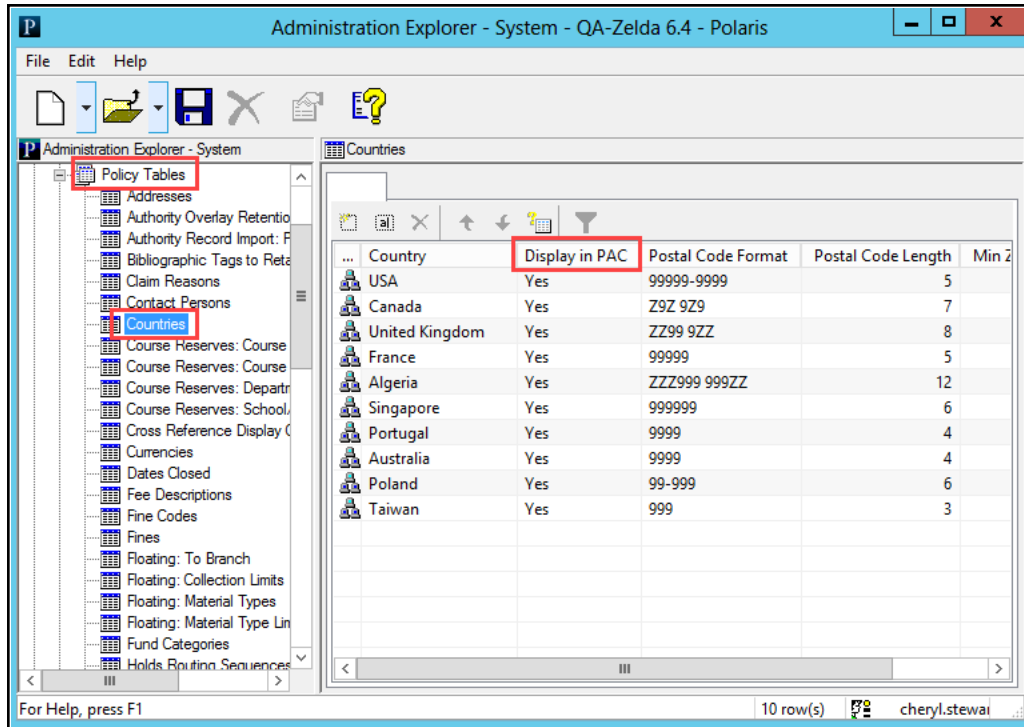 Administration Explorer - System - QA-Zelda 6.4 - Polaris
File Edit Help
Administration Explorer - System
Policy Tables
Addresses
Authority Overlay Retentio
Authority Record Import: F
Bibliographic Tags to Reta
Claim Reasons
Contact Persons
Countries
Course Reserves: Course
Course Reserves: Course
Course Reserves: Departm
Course Reserves: School/
Cross Reference Display
Currencies
Dates Closed
Fee Descriptions
Fine Codes
Fines
Floating: To Branch
Floating: Collection Limits
Floating: Material Types
Floating: Material Type Lim
Fund Categories
Holds Routing Sequences
Countries
... Country Display in PAC Postal Code Format Postal Code Length Min Z
USA Yes 99999-9999 5
Canada Yes Z9Z 9Z9 7
United Kingdom Yes ZZ99 9ZZ 8
France Yes 99999 5
Algeria Yes ZZZ999 999ZZ 12
Singapore Yes 999999 6
Portugal Yes 9999 4
Australia Yes 9999 4
Poland Yes 99-999 6
Taiwan Yes 999 3
For Help, press F1 10 row(s) cheryl.stewar